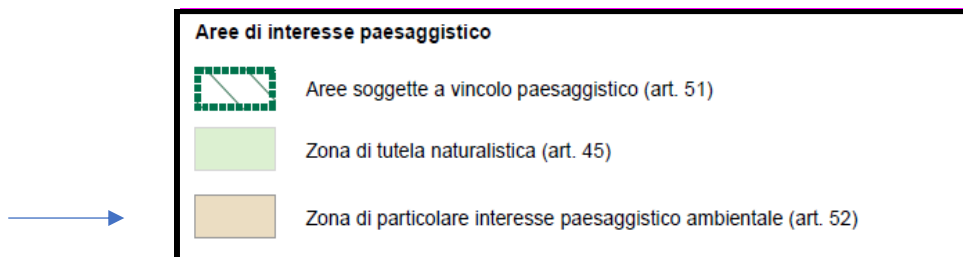 Aree di interesse paesaggistico
Aree soggette a vincolo paesaggistico (art. 51)
Zona di tutela naturalistica (art. 45)
Zona di particolare interesse paesaggistico ambientale (art. 52)